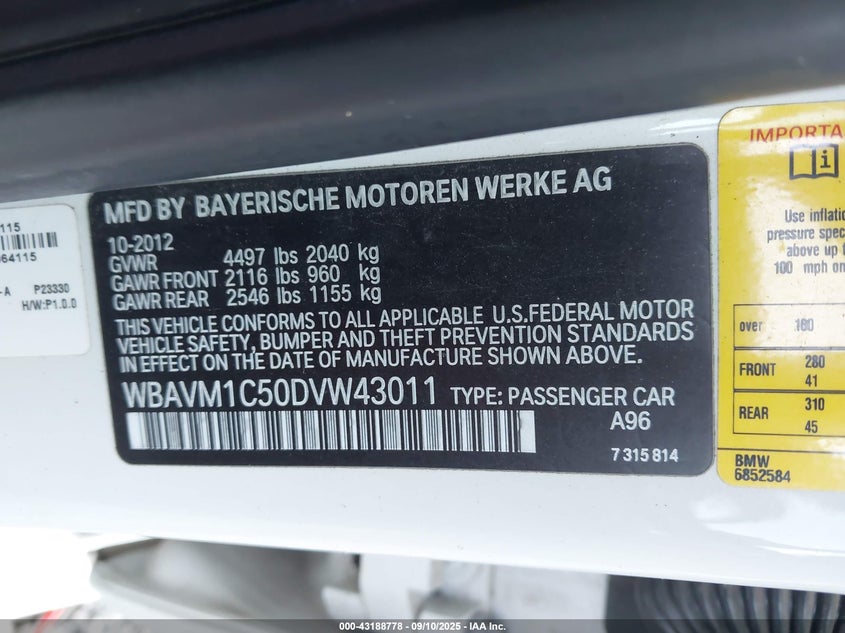 115
064115
-A P23330
H/W:P1.0.0
MFD BY BAYERISCHE MOTOREN WERKE AG
10-2012
GVWR 4497 lbs 2040 kg
GAWR FRONT 2116 lbs 960 kg
GAWR REAR 2546 lbs 1155 kg
THIS VEHICLE CONFORMS TO ALL APPLICABLE U.S.FEDERAL MOTOR
VEHICLE SAFETY, BUMPER AND THEFT PREVENTION STANDARDS
IN EFFECT ON THE DATE OF MANUFACTURE SHOWN ABOVE.
WBAVM1C50DVW43011 TYPE: PASSENGER CAR
A96
7 315 814
IMPORTA
i
Use inflatio
pressure spec
above up t
100 mph on
over 160
FRONT 280
41
REAR 310
45
BMW
6852584
000-43188778 - 09/10/2025 - IAA Inc.